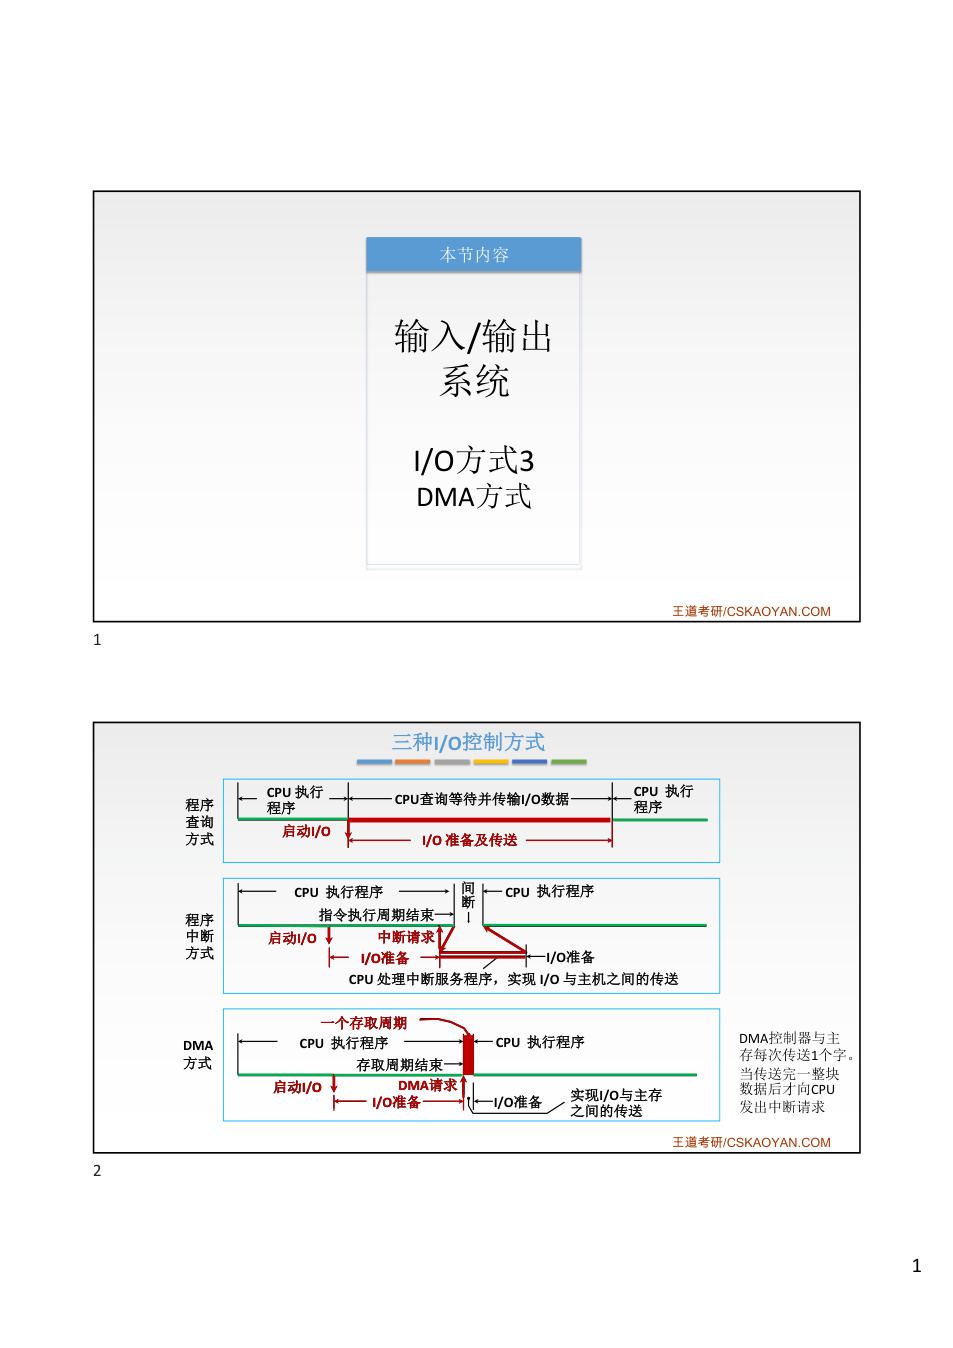 本节内容
输入/输出
系统
I/O方式3
DMA方式
王道考研/CSKAOYAN.COM
1
三种I/O控制方式
程序
查询
方式
CPU 执行
程序
CPU查询等待并传输I/O数据
CPU 执行
程序
启动I/O
I/O 准备及传送
程序
中断
方式
CPU 执行程序
间
断
CPU 执行程序
指令执行周期结束
启动I/O
中断请求
I/O准备
I/O准备
CPU 处理中断服务程序，实现 I/O 与主机之间的传送
DMA
方式
一个存取周期
CPU 执行程序
CPU 执行程序
存取周期结束
启动I/O
DMA请求
I/O准备
I/O准备
实现I/O与主存
之间的传送
DMA控制器与主
存每次传送1个字。
当传送完一整块
数据后才向CPU
发出中断请求
王道考研/CSKAOYAN.COM
2
1